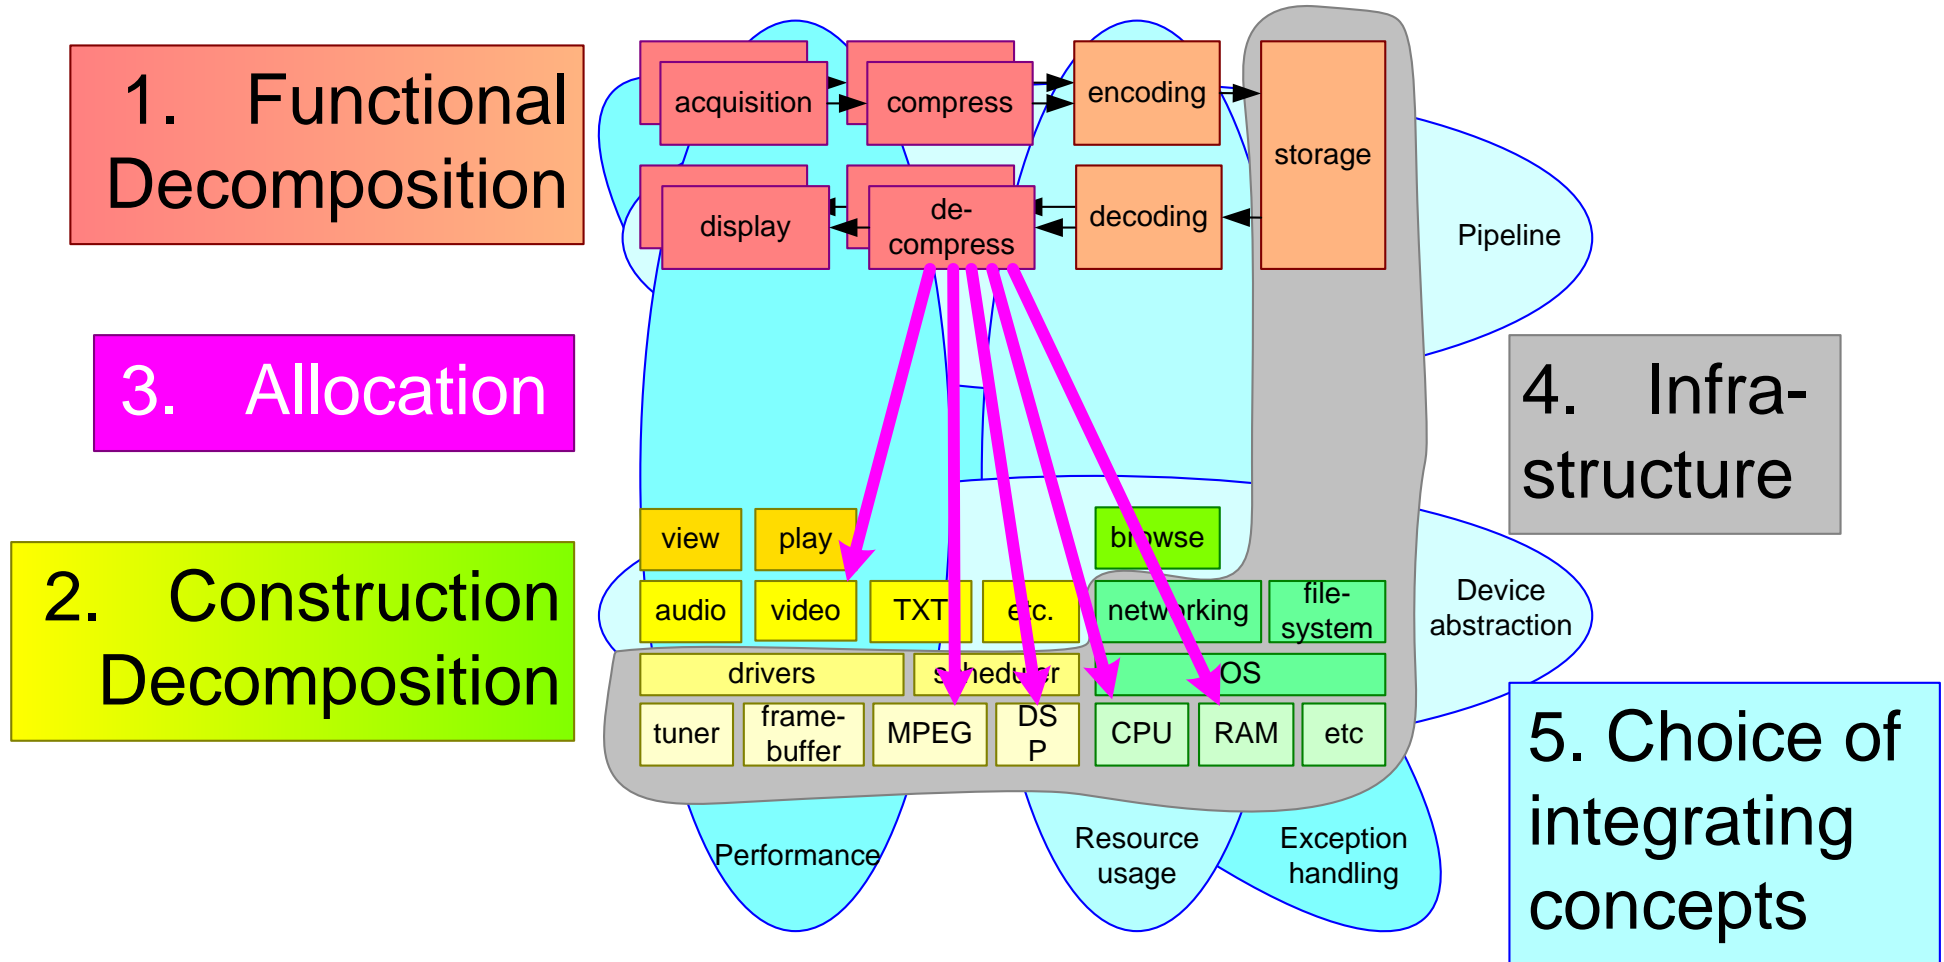 1. Functional
Decomposition
acquisition
compress
encoding
storage
display
de-
compress
decoding
Pipeline
3. Allocation
4. Infra-
structure
2. Construction
Decomposition
view
play
browse
audio
video
TXT
etc.
networking
file-
system
Device
abstraction
drivers
scheduler
OS
tuner
frame-
buffer
MPEG
DS
P
CPU
RAM
etc
5. Choice of
integrating
concepts
Performance
Resource
usage
Exception
handling